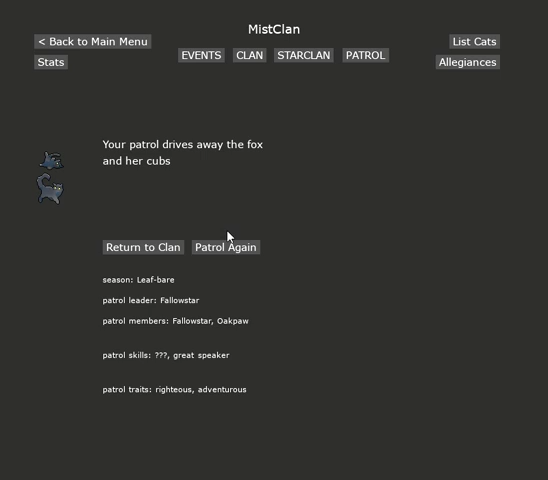 MistClan
< Back to Main Menu
List Cats
EVENTS CLAN STARCLAN PATROL
Stats
Allegiances
Your patrol drives away the fox
and her cubs
Return to Clan Patrol Again
season: Leaf-bare
patrol leader: Fallowstar
patrol members: Fallowstar, Oakpaw
patrol skills: ???, great speaker
patrol traits: righteous, adventurous